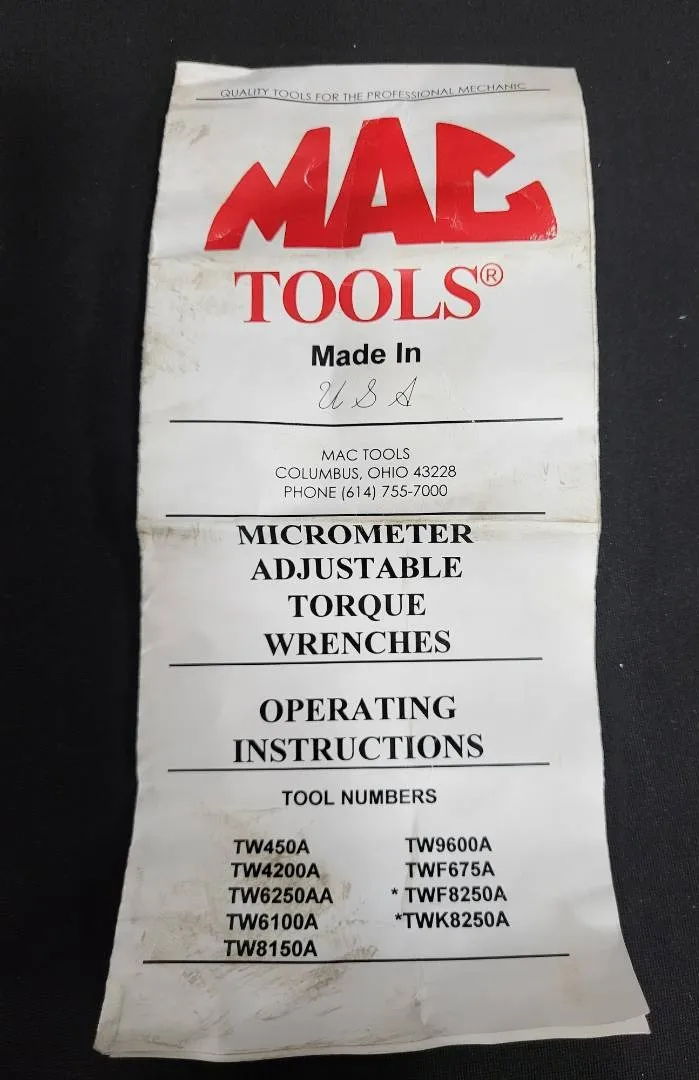 QUALITY TOOLS FOR THE PROFESSIONAL MECHANIC
MAC
TOOLS®
Made In
USA
MAC TOOLS
COLUMBUS, OHIO 43228
PHONE (614) 755-7000
MICROMETER
ADJUSTABLE
TORQUE
WRENCHES
OPERATING
INSTRUCTIONS
TOOL NUMBERS
TW450A TW9600A
TW4200A TWF675A
TW6250AA * TWF8250A
TW6100A *TWK8250A
TW8150A